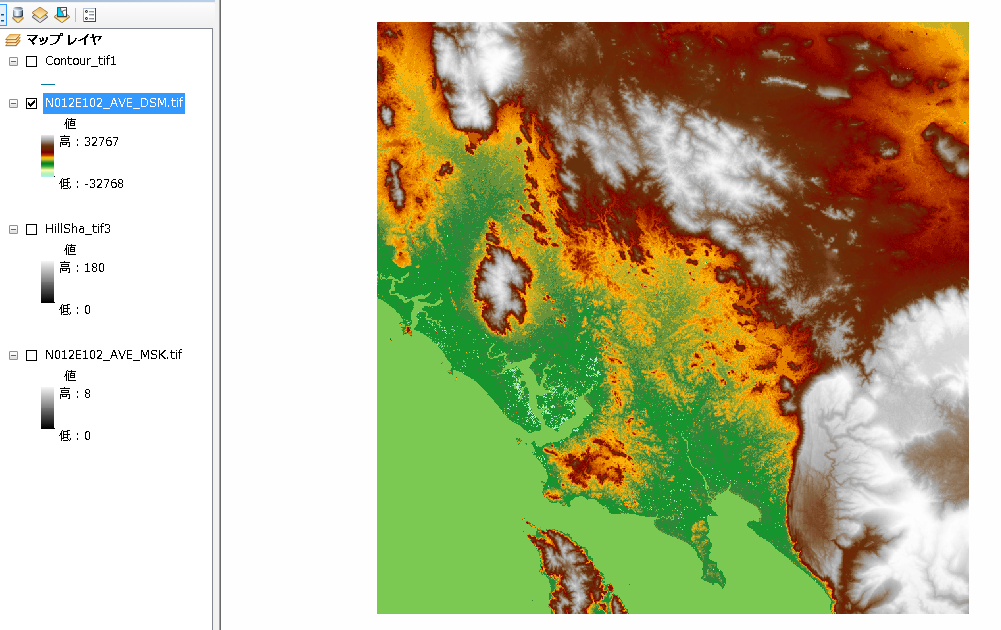 マップ レイヤ
Contour_tif1
N012E102_AVE_DSM.tif
値
高 : 32767
低 : -32768
HillSha_tif3
値
高 : 180
低 : 0
N012E102_AVE_MSK.tif
値
高 : 8
低 : 0